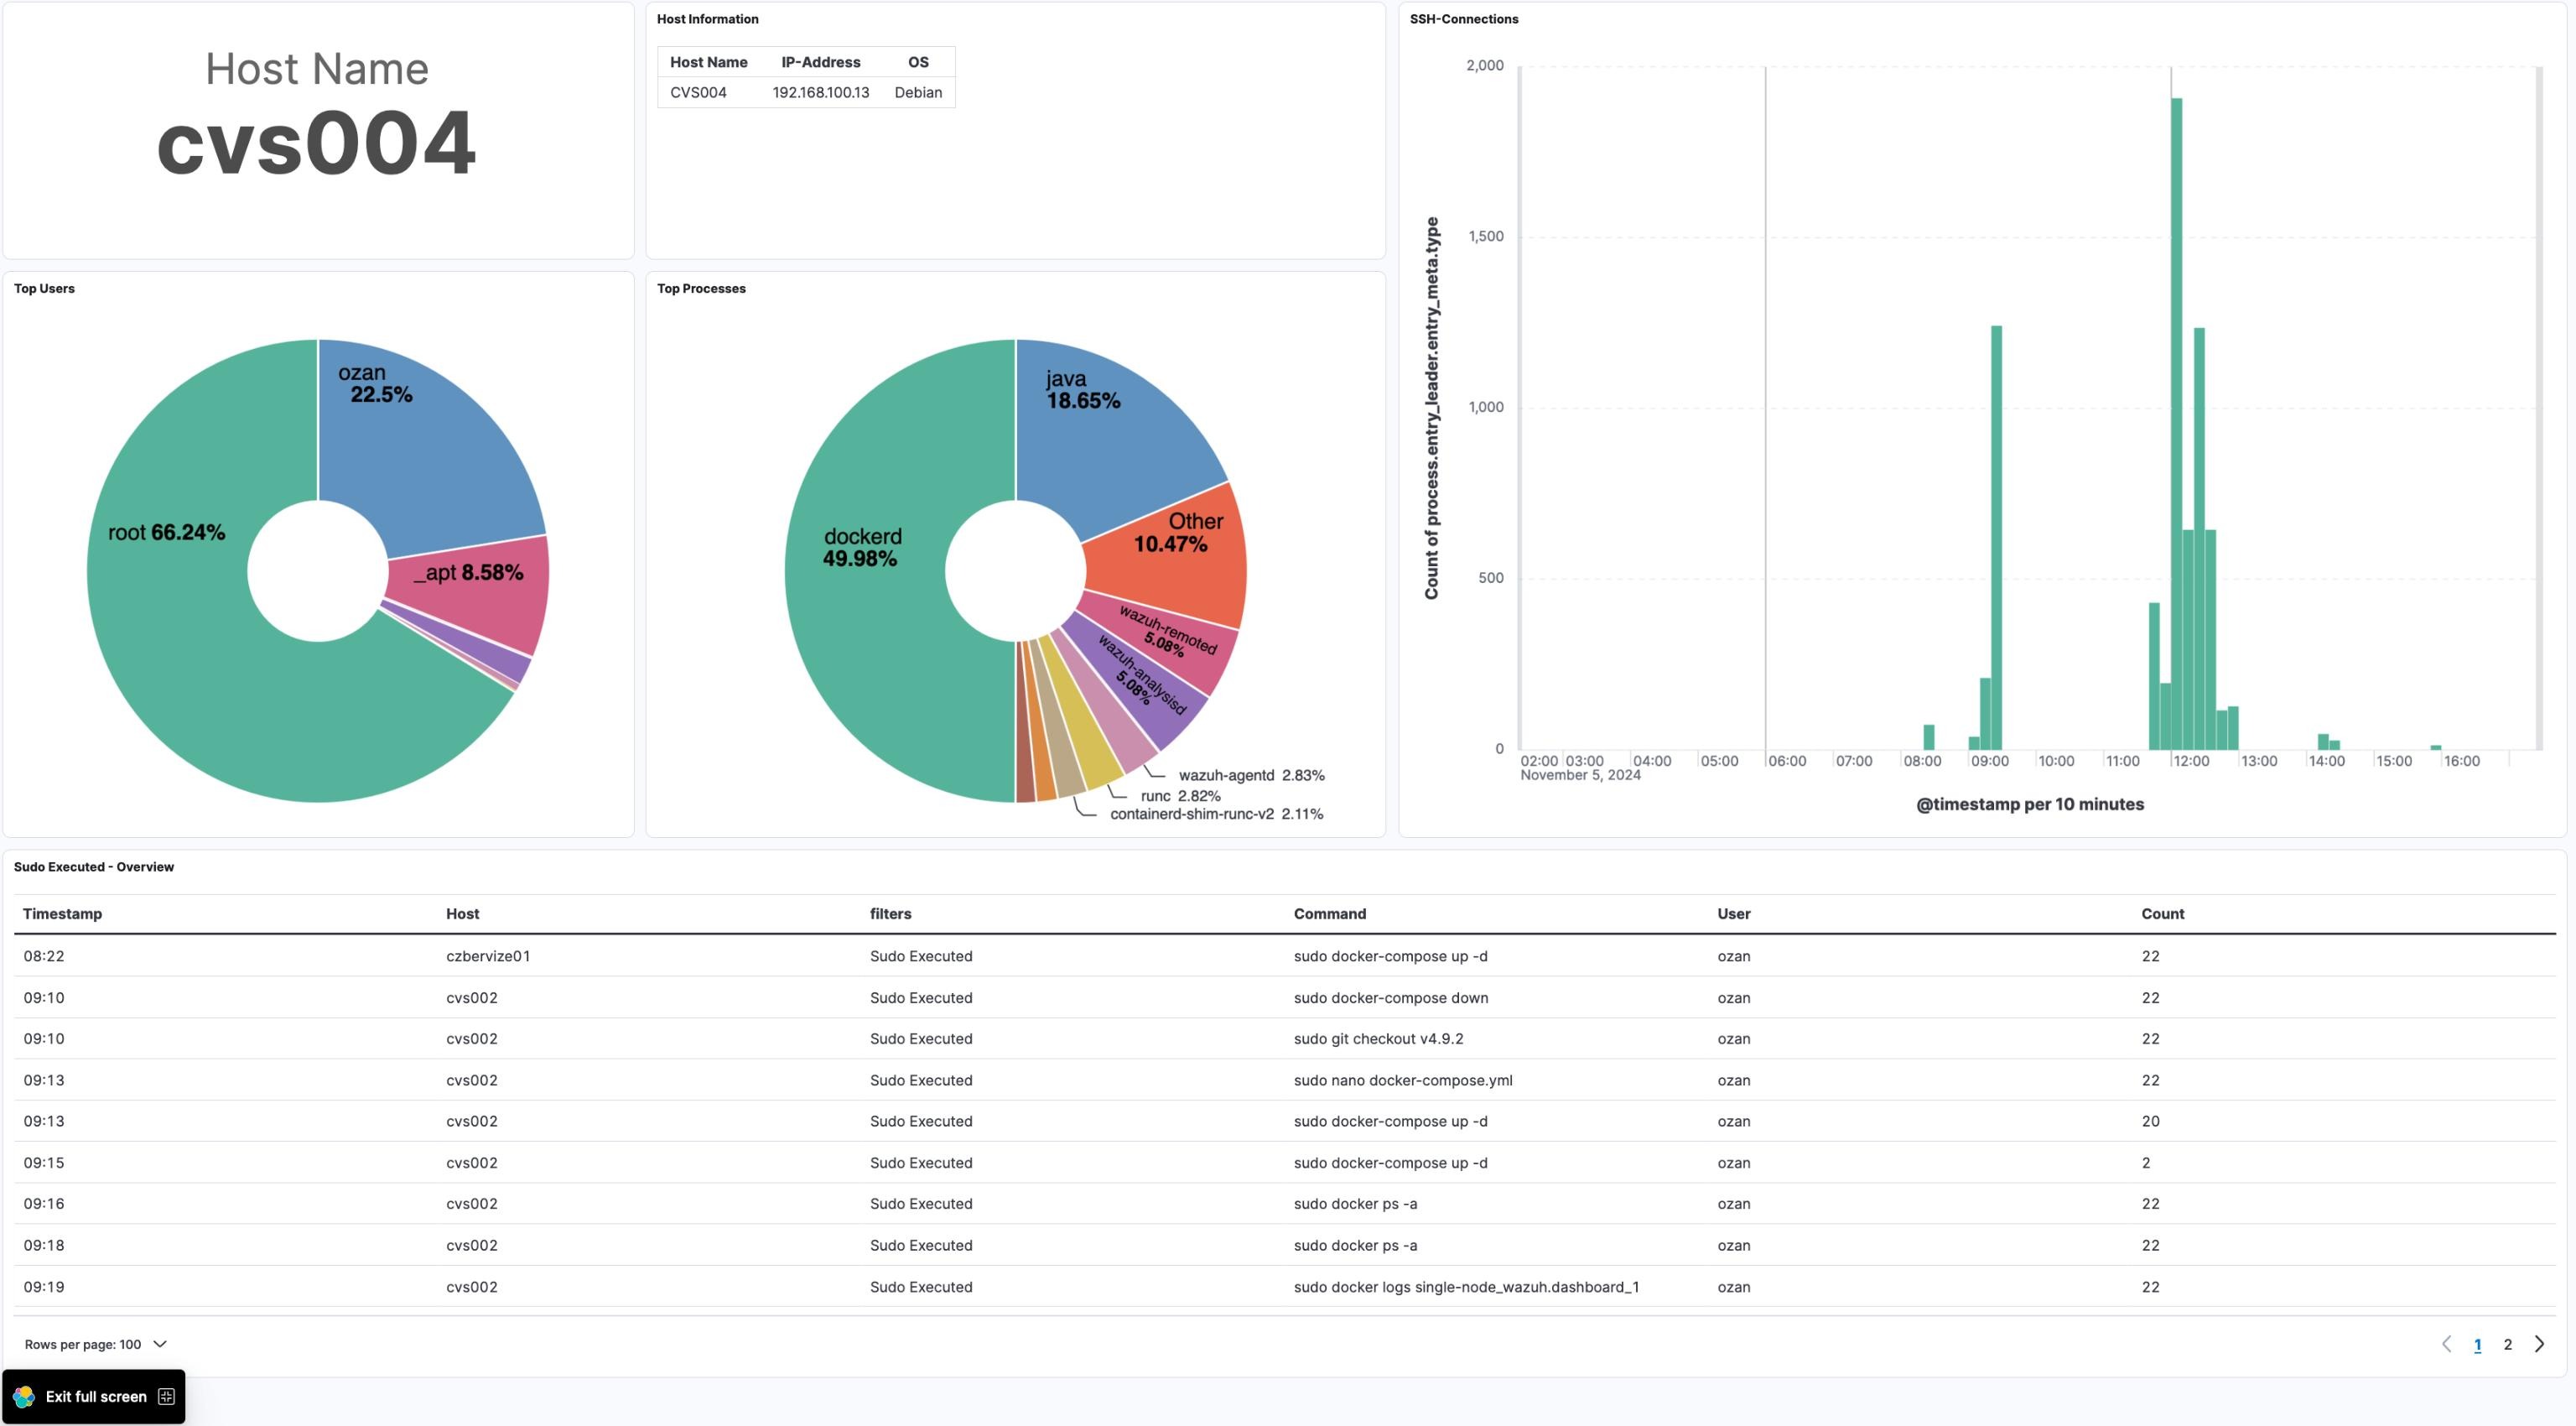 Host Name
cvs004
Host Information
Host Name IP-Address OS
CVS004 192.168.100.13 Debian
SSH-Connections
Count of process.entry_leader.entry_meta.type
2,000
1,500
1,000
500
0
02:00 03:00 04:00 05:00 06:00 07:00 08:00 09:00 10:00 11:00 12:00 13:00 14:00 15:00 16:00
November 5, 2024
@timestamp per 10 minutes
Top Users
ozan
22.5%
root 66.24%
_apt 8.58%
Top Processes
java
18.65%
Other
10.47%
dockerd
49.98%
wazuh-remoted
5.08%
wazuh-analysisd
5.08%
wazuh-agentd 2.83%
runc 2.82%
containerd-shim-runc-v2 2.11%
Sudo Executed - Overview
Timestamp Host filters Command User Count
08:22 czbervize01 Sudo Executed sudo docker-compose up -d ozan 22
09:10 cvs002 Sudo Executed sudo docker-compose down ozan 22
09:10 cvs002 Sudo Executed sudo git checkout v4.9.2 ozan 22
09:13 cvs002 Sudo Executed sudo nano docker-compose.yml ozan 22
09:13 cvs002 Sudo Executed sudo docker-compose up -d ozan 20
09:15 cvs002 Sudo Executed sudo docker-compose up -d ozan 2
09:16 cvs002 Sudo Executed sudo docker ps -a ozan 22
09:18 cvs002 Sudo Executed sudo docker ps -a ozan 22
09:19 cvs002 Sudo Executed sudo docker logs single-node_wazuh.dashboard_1 ozan 22
Rows per page: 100
1 2
Exit full screen